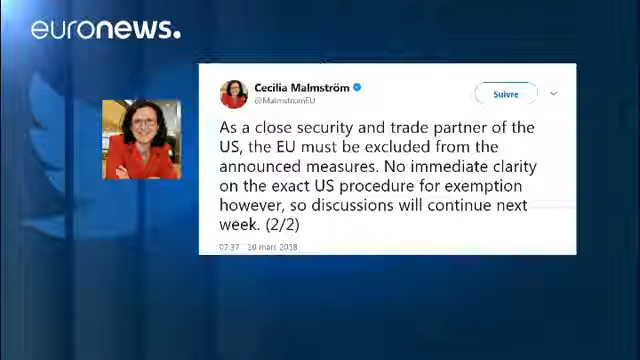 euronews.
Cecilia Malmström
@MalmstromEU
Suivre
As a close security and trade partner of the
US, the EU must be excluded from the
announced measures. No immediate clarity
on the exact US procedure for exemption
however, so discussions will continue next
week. (2/2)
07:37 - 10 mars 2018